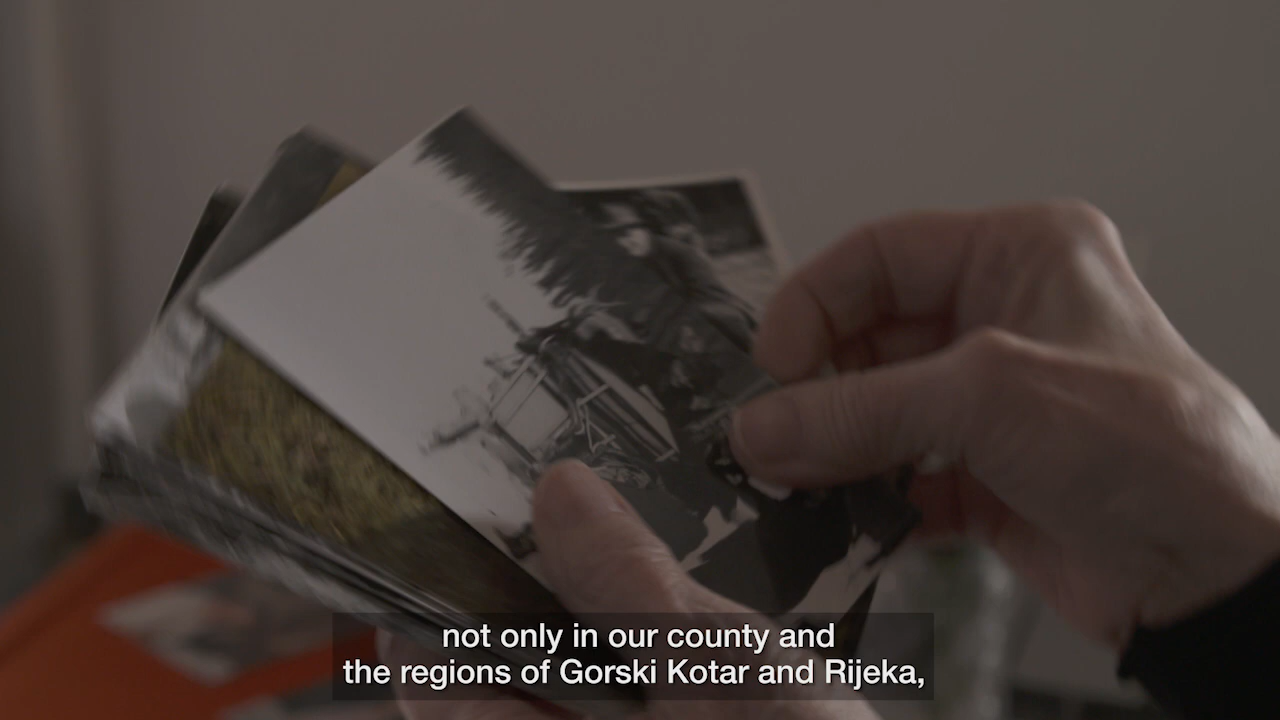 not only in our county and
the regions of Gorski Kotar and Rijeka,